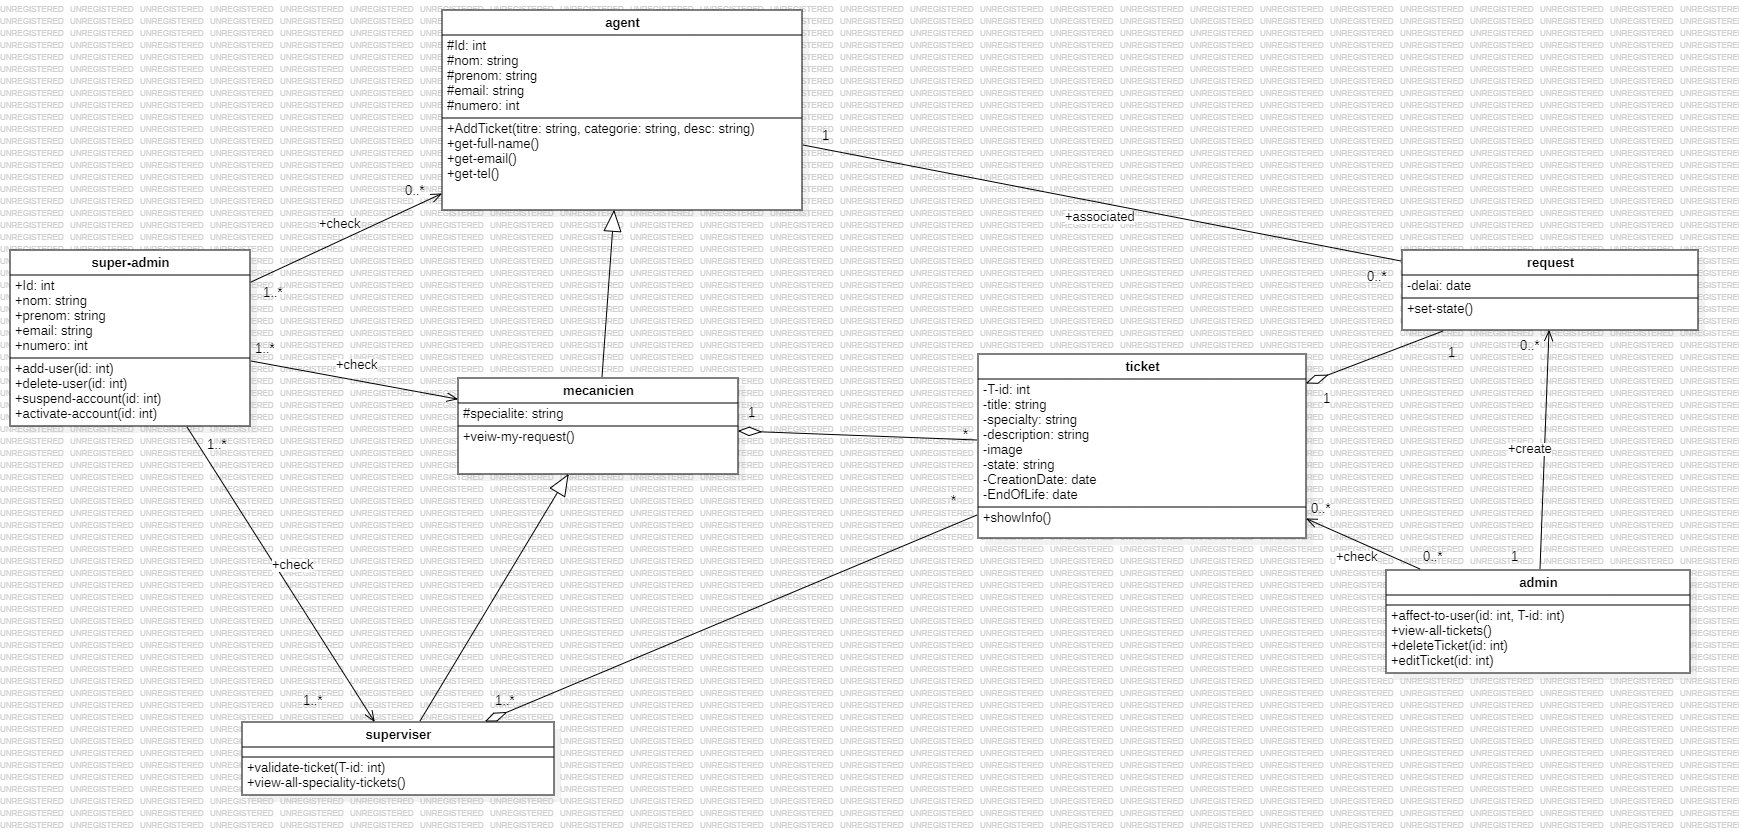 agent
#Id: int
#nom: string
#prenom: string
#email: string
#numero: int
+AddTicket(titre: string, categorie: string, desc: string)
+get-full-name()
+get-email()
+get-tel()
1
0..*
+check
1..*
+associated
0..*
super-admin
+Id: int
+nom: string
+prenom: string
+email: string
+numero: int
+add-user(id: int)
+delete-user(id: int)
+suspend-account(id: int)
+activate-account(id: int)
1..*
+check
1..*
+check
1..*
request
-delai: date
+set-state()
1
0..*
mecanicien
#specialite: string
+veiw-my-request()
1
*
ticket
-T-id: int
-title: string
-specialty: string
-description: string
-image
-state: string
-CreationDate: date
-EndOfLife: date
+showInfo()
1
*
+create
0..*
+check
0..*
1
admin
+affect-to-user(id: int, T-id: int)
+view-all-tickets()
+deleteTicket(id: int)
+editTicket(id: int)
1..*
superviser
+validate-ticket(T-id: int)
+view-all-speciality-tickets()
UNREGISTERED